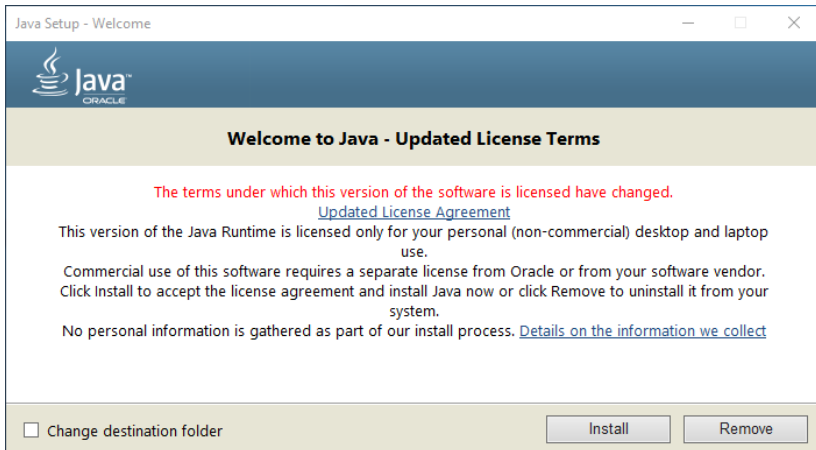 Java Setup - Welcome
Java™
ORACLE
Welcome to Java - Updated License Terms
The terms under which this version of the software is licensed have changed.
Updated License Agreement
This version of the Java Runtime is licensed only for your personal (non-commercial) desktop and laptop
use.
Commercial use of this software requires a separate license from Oracle or from your software vendor.
Click Install to accept the license agreement and install Java now or click Remove to uninstall it from your
system.
No personal information is gathered as part of our install process. Details on the information we collect
Change destination folder
Install
Remove